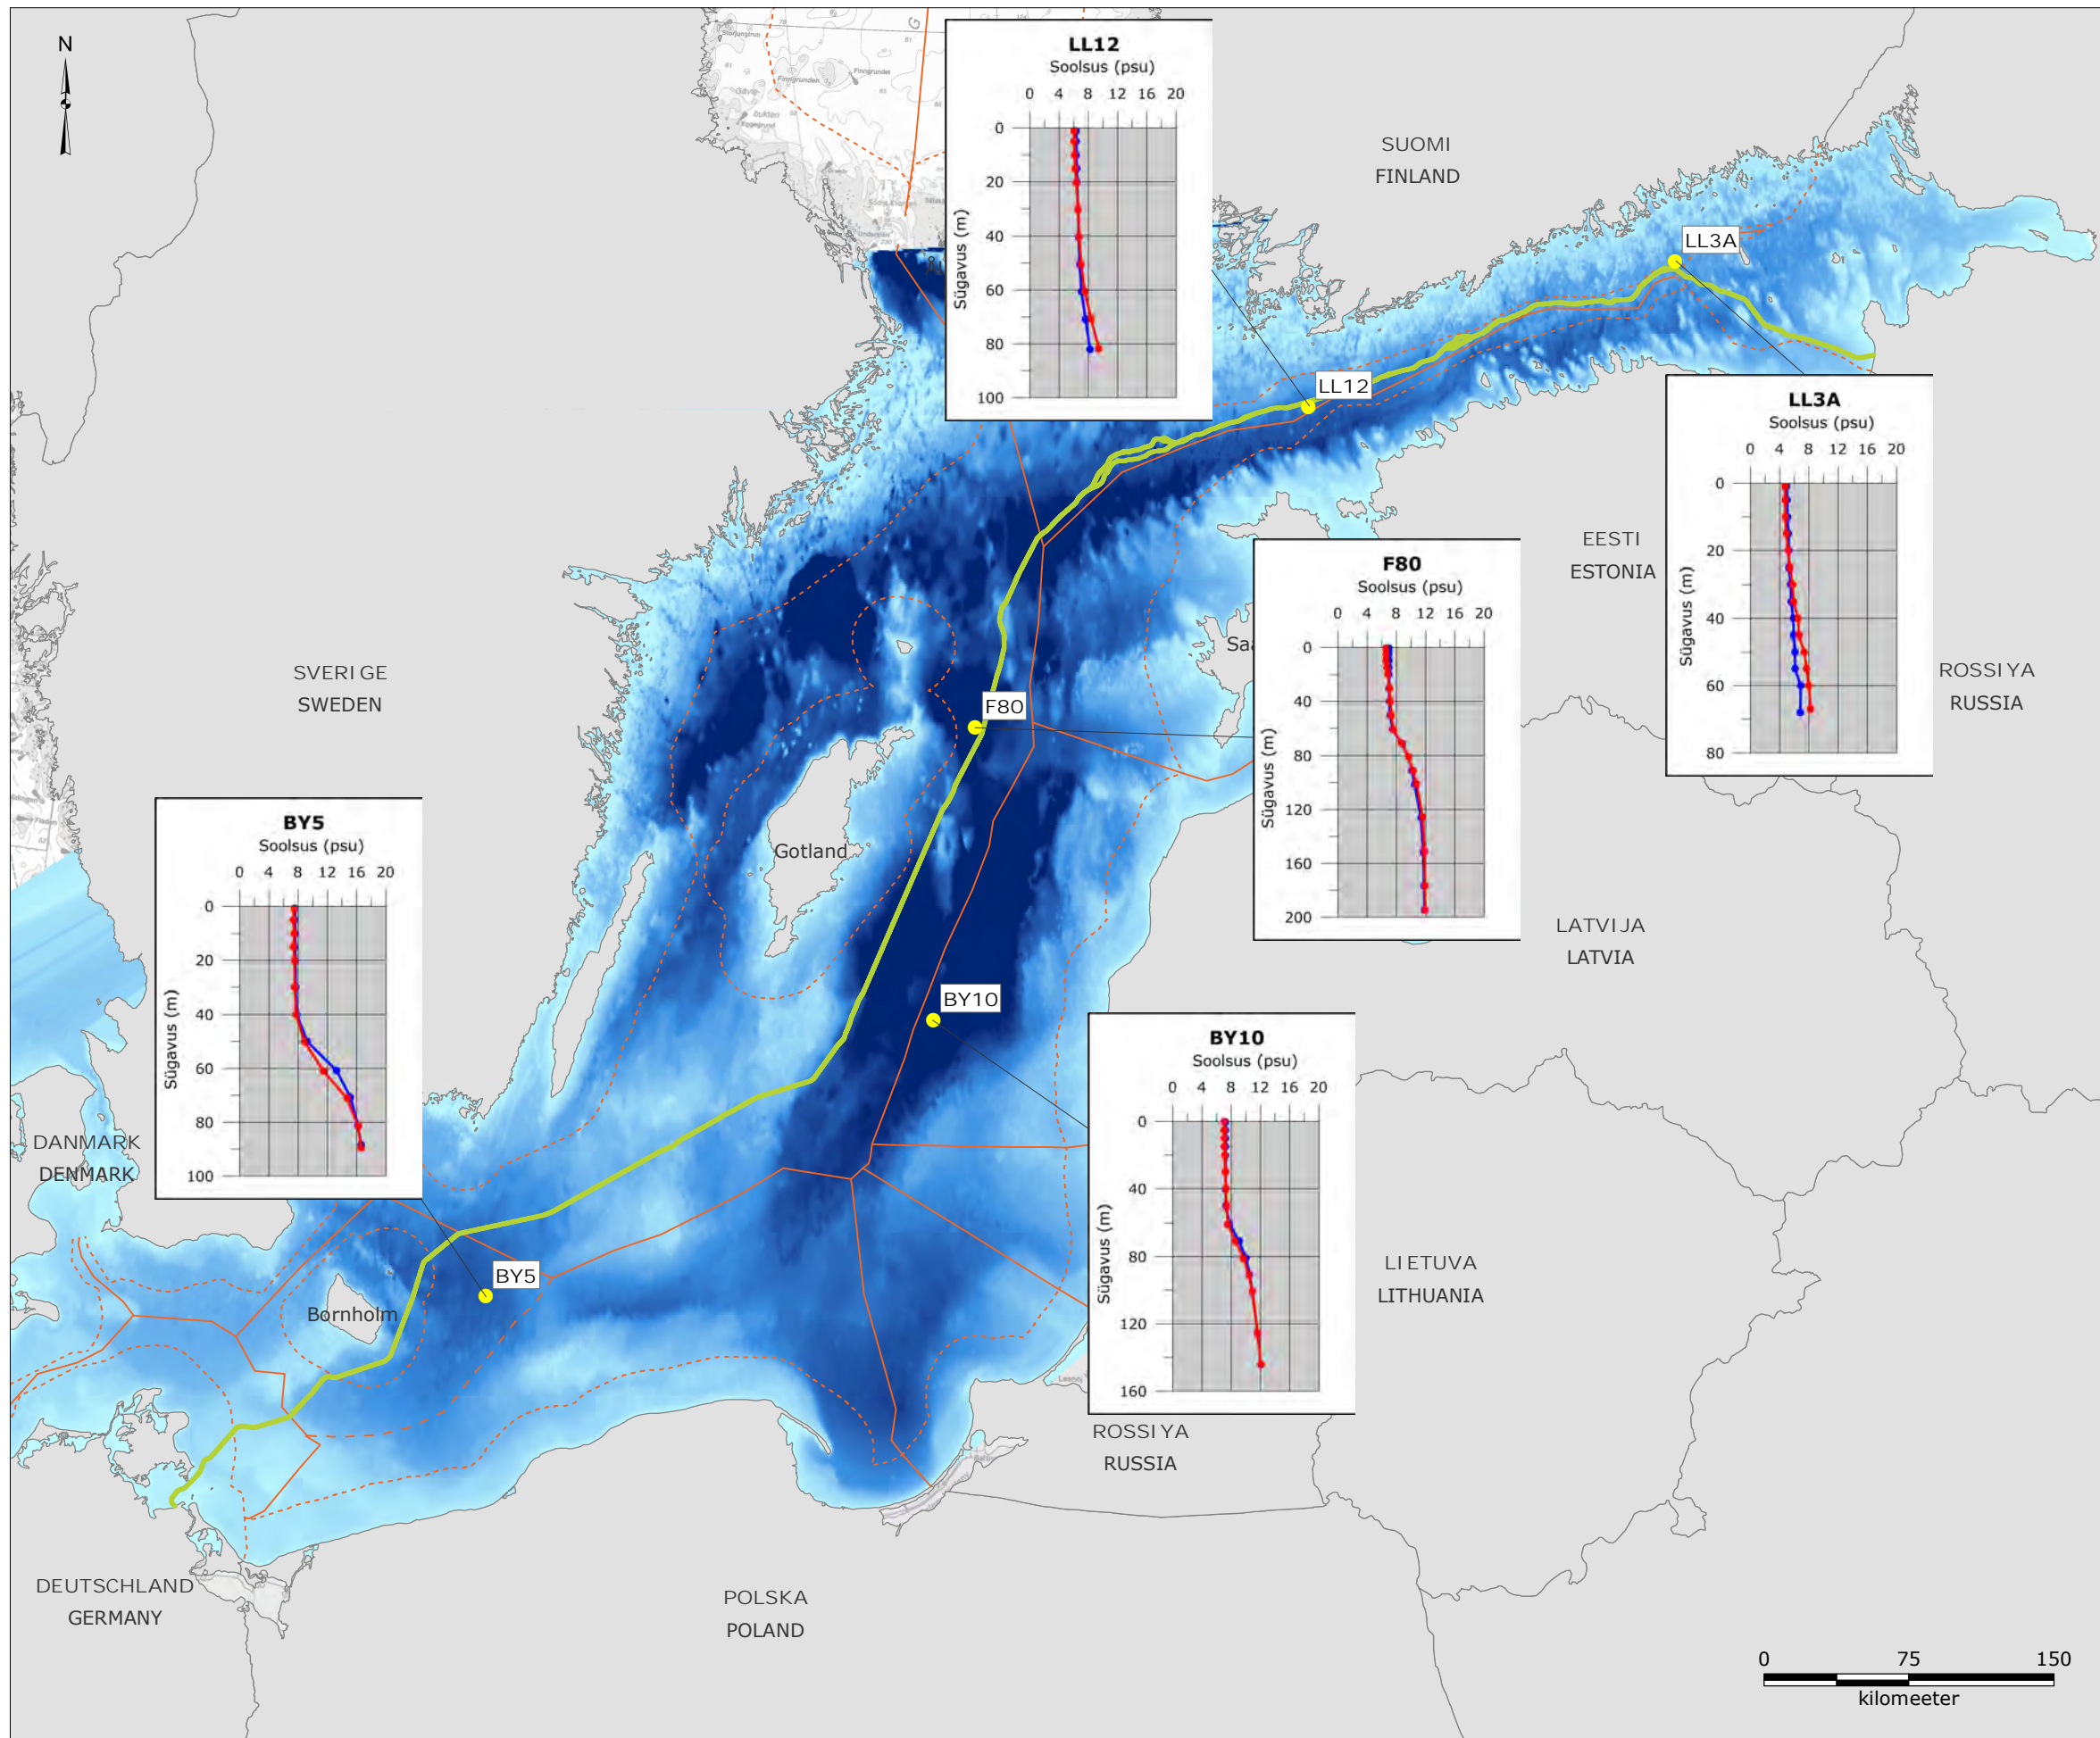 N
LL12
Soolsus (psu)
0 4 8 12 16 20
Sügavus (m)
0
20
40
60
80
100
SUOMI
FINLAND
LL3A
LL12
LL3A
Soolsus (psu)
0 4 8 12 16 20
Sügavus (m)
0
20
40
60
80
EESTI
ESTONIA
F80
Soolsus (psu)
0 4 8 12 16 20
Sügavus (m)
0
40
80
120
160
200
ROSSIYA
RUSSIA
SVERIGE
SWEDEN
F80
Gotland
BY5
Soolsus (psu)
0 4 8 12 16 20
Sügavus (m)
0
20
40
60
80
100
LATVIJA
LATVIA
BY10
BY10
Soolsus (psu)
0 4 8 12 16 20
Sügavus (m)
0
40
80
120
160
DANMARK
DENMARK
BY5
Bornholm
LIETUVA
LITHUANIA
ROSSIYA
RUSSIA
DEUTSCHLAND
GERMANY
POLSKA
POLAND
0 75 150
kilomeeter